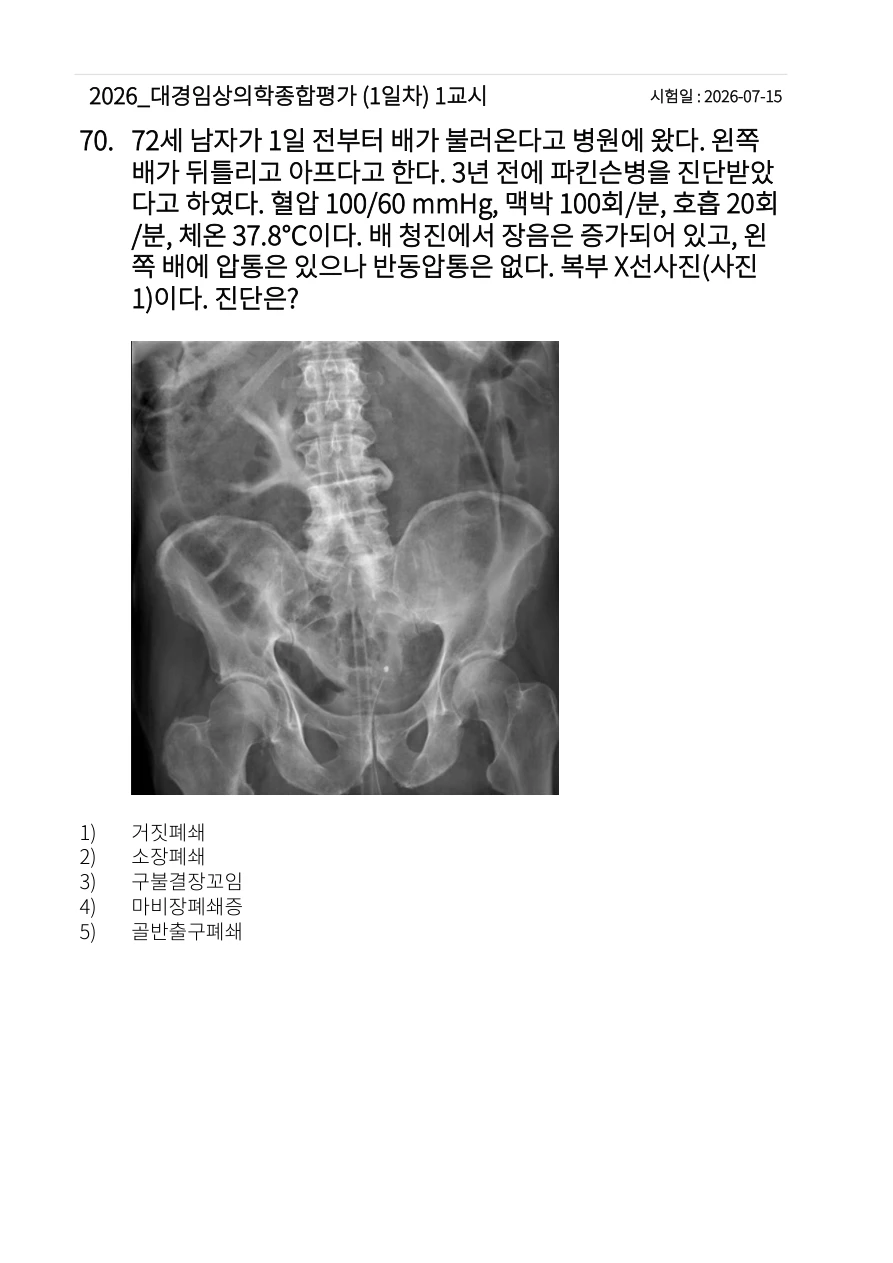 2026_대경임상의학종합평가 (1일차) 1교시
시험일 : 2026-07-15
70. 72세 남자가 1일 전부터 배가 불러온다고 병원에 왔다. 왼쪽
배가 뒤틀리고 아프다고 한다. 3년 전에 파킨슨병을 진단받았
다고 하였다. 혈압 100/60 mmHg, 맥박 100회/분, 호흡 20회
/분, 체온 37.8°C이다. 배 청진에서 장음은 증가되어 있고, 왼
쪽 배에 압통은 있으나 반동압통은 없다. 복부 X선사진(사진
1)이다. 진단은?
1) 거짓폐쇄
2) 소장폐쇄
3) 구불결장꼬임
4) 마비장폐쇄증
5) 골반출구폐쇄